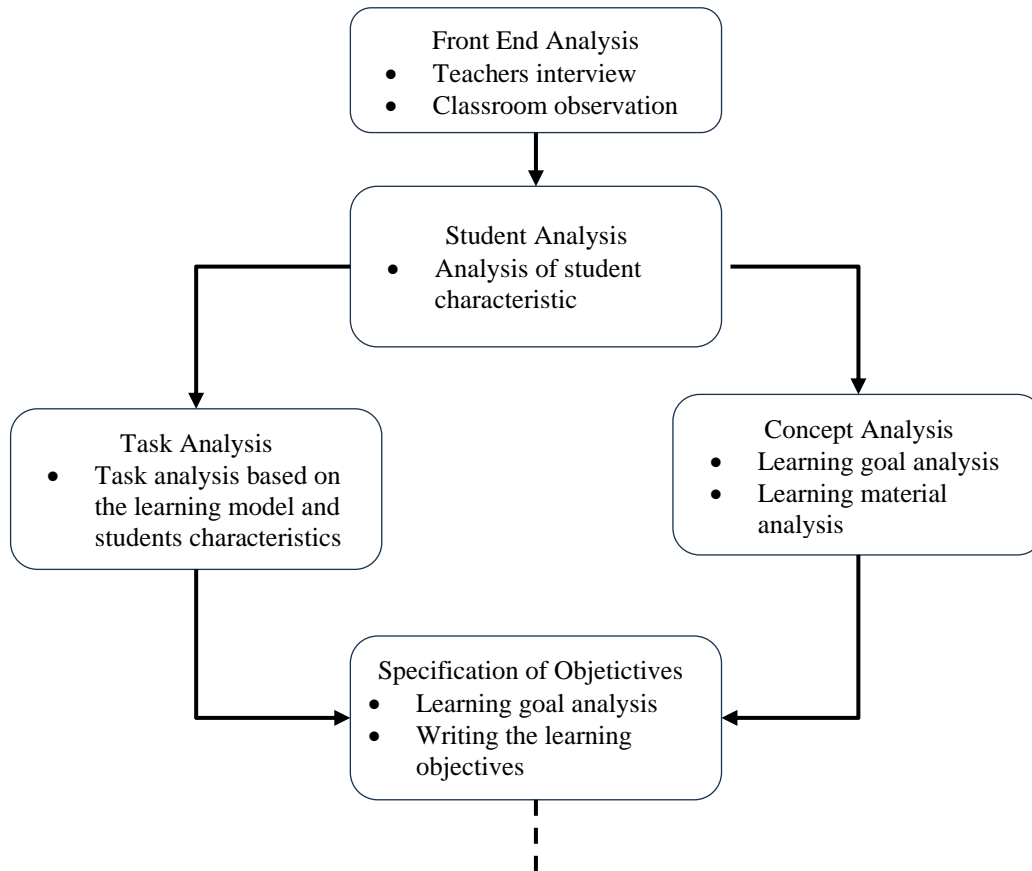 Front End Analysis
• Teachers interview
• Classroom observation
Student Analysis
• Analysis of student
characteristic
Task Analysis
• Task analysis based on
the learning model and
students characteristics
Concept Analysis
• Learning goal analysis
• Learning material
analysis
Specification of Objetictives
• Learning goal analysis
• Writing the learning
objectives